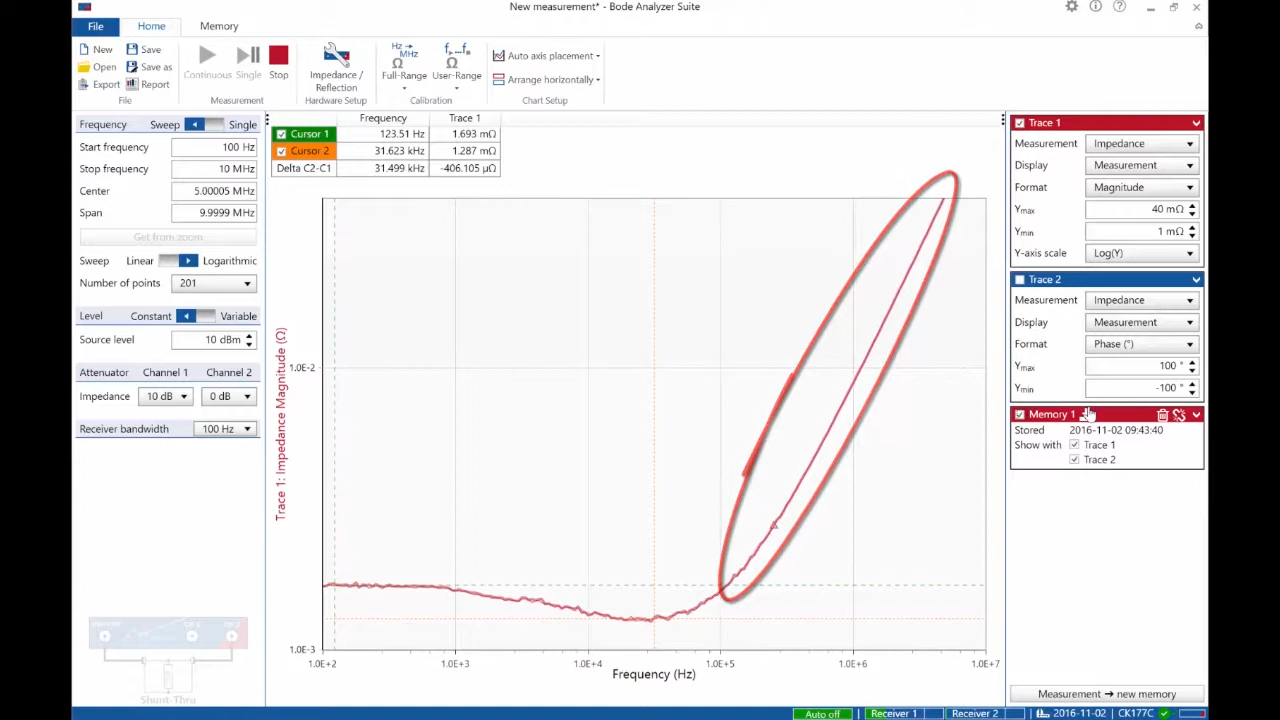 New measurement* - Bode Analyzer Suite
File Home Memory
New Save
Open Save as
Export Report
File
Continuous Single Stop
Measurement
Impedance / Reflection
Hardware Setup
Hz MHz Ω Full-Range
f...f Ω User-Range
Calibration
Auto axis placement
Arrange horizontally
Chart Setup
Frequency Sweep Single
Start frequency 100 Hz
Stop frequency 10 MHz
Center 5.00005 MHz
Span 9.9999 MHz
Get from zoom
Sweep Linear Logarithmic
Number of points 201
Level Constant Variable
Source level 10 dBm
Attenuator Channel 1 Channel 2
Impedance 10 dB 0 dB
Receiver bandwidth 100 Hz
Shunt-Thru
Frequency Trace 1
Cursor 1 123.51 Hz 1.693 mΩ
Cursor 2 31.623 kHz 1.287 mΩ
Delta C2-C1 31.499 kHz -406.105 µΩ
Trace 1: Impedance Magnitude (Ω)
1.0E-2
1.0E-3
1.0E+2 1.0E+3 1.0E+4 1.0E+5 1.0E+6 1.0E+7
Frequency (Hz)
Trace 1
Measurement Impedance
Display Measurement
Format Magnitude
Ymax 40 mΩ
Ymin 1 mΩ
Y-axis scale Log(Y)
Trace 2
Measurement Impedance
Display Measurement
Format Phase (°)
Ymax 100 °
Ymin -100 °
Memory 1
Stored 2016-11-02 09:43:40
Show with Trace 1
Trace 2
Measurement → new memory
Auto off Receiver 1 Receiver 2 2016-11-02 CK177C